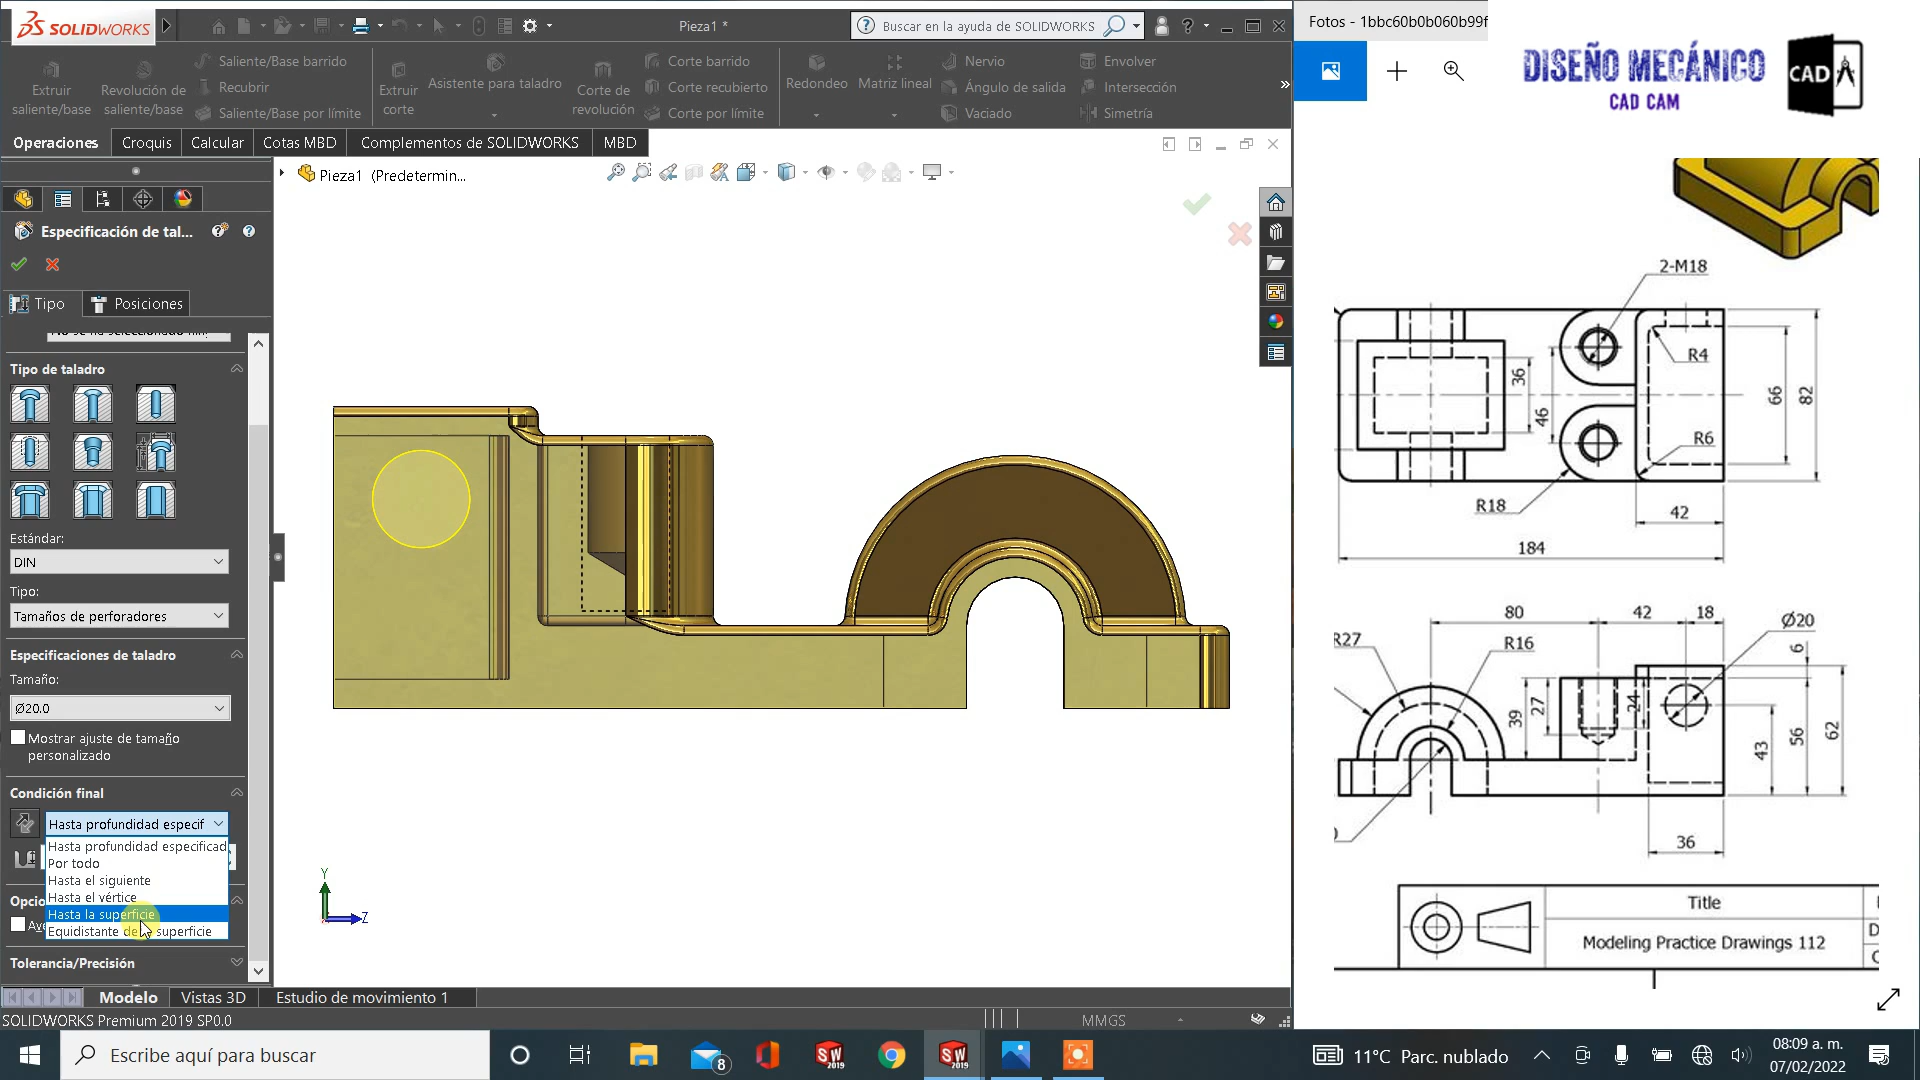 SOLIDWORKS
Pieza1 *
Buscar en la ayuda de SOLIDWORKS
Fotos - 1bbc60b0b060b99f
DISEÑO MECÁNICO
CAD CAM
CAD
Extruir saliente/base
Revolución de saliente/base
Saliente/Base barrido
Recubrir
Saliente/Base por límite
Extruir corte
Asistente para taladro
Corte de revolución
Corte barrido
Corte recubierto
Corte por límite
Redondeo
Matriz lineal
Nervio
Ángulo de salida
Vaciado
Envolver
Intersección
Simetría
Operaciones
Croquis
Calcular
Cotas MBD
Complementos de SOLIDWORKS
MBD
Pieza1 (Predetermin...
Especificación de tal...
Tipo
Posiciones
Tipo de taladro
Estándar:
DIN
Tipo:
Tamaños de perforadores
Especificaciones de taladro
Tamaño:
Ø20.0
Mostrar ajuste de tamaño
personalizado
Condición final
Hasta profundidad especif
Hasta profundidad especificad
Por todo
Hasta el siguiente
Hasta el vértice
Hasta la superficie
Equidistante de superficie
Opcio
Tolerancia/Precisión
Y
Z
2-M18
R4
36
46
66
82
R6
R18
42
184
80
42
18
Ø20
R27
R16
6
39
27
24
43
56
62
36
Title
Modeling Practice Drawings 112
Modelo
Vistas 3D
Estudio de movimiento 1
SOLIDWORKS Premium 2019 SP0.0
MMGS
Escribe aquí para buscar
8
SW 2019
SW 2019
11°C Parc. nublado
08:09 a. m.
07/02/2022